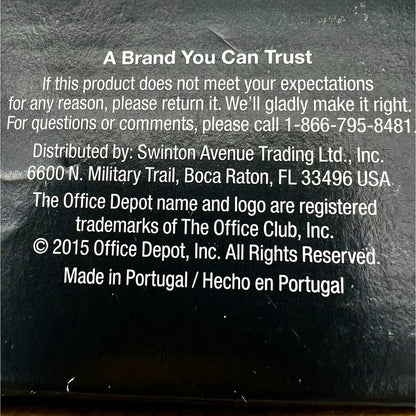 A Brand You Can Trust
If this product does not meet your expectations
for any reason, please return it. We'll gladly make it right.
For questions or comments, please call 1-866-795-8481.
Distributed by: Swinton Avenue Trading Ltd., Inc.
6600 N. Military Trail, Boca Raton, FL 33496 USA
The Office Depot name and logo are registered
trademarks of The Office Club, Inc.
© 2015 Office Depot, Inc. All Rights Reserved.
Made in Portugal / Hecho en Portugal